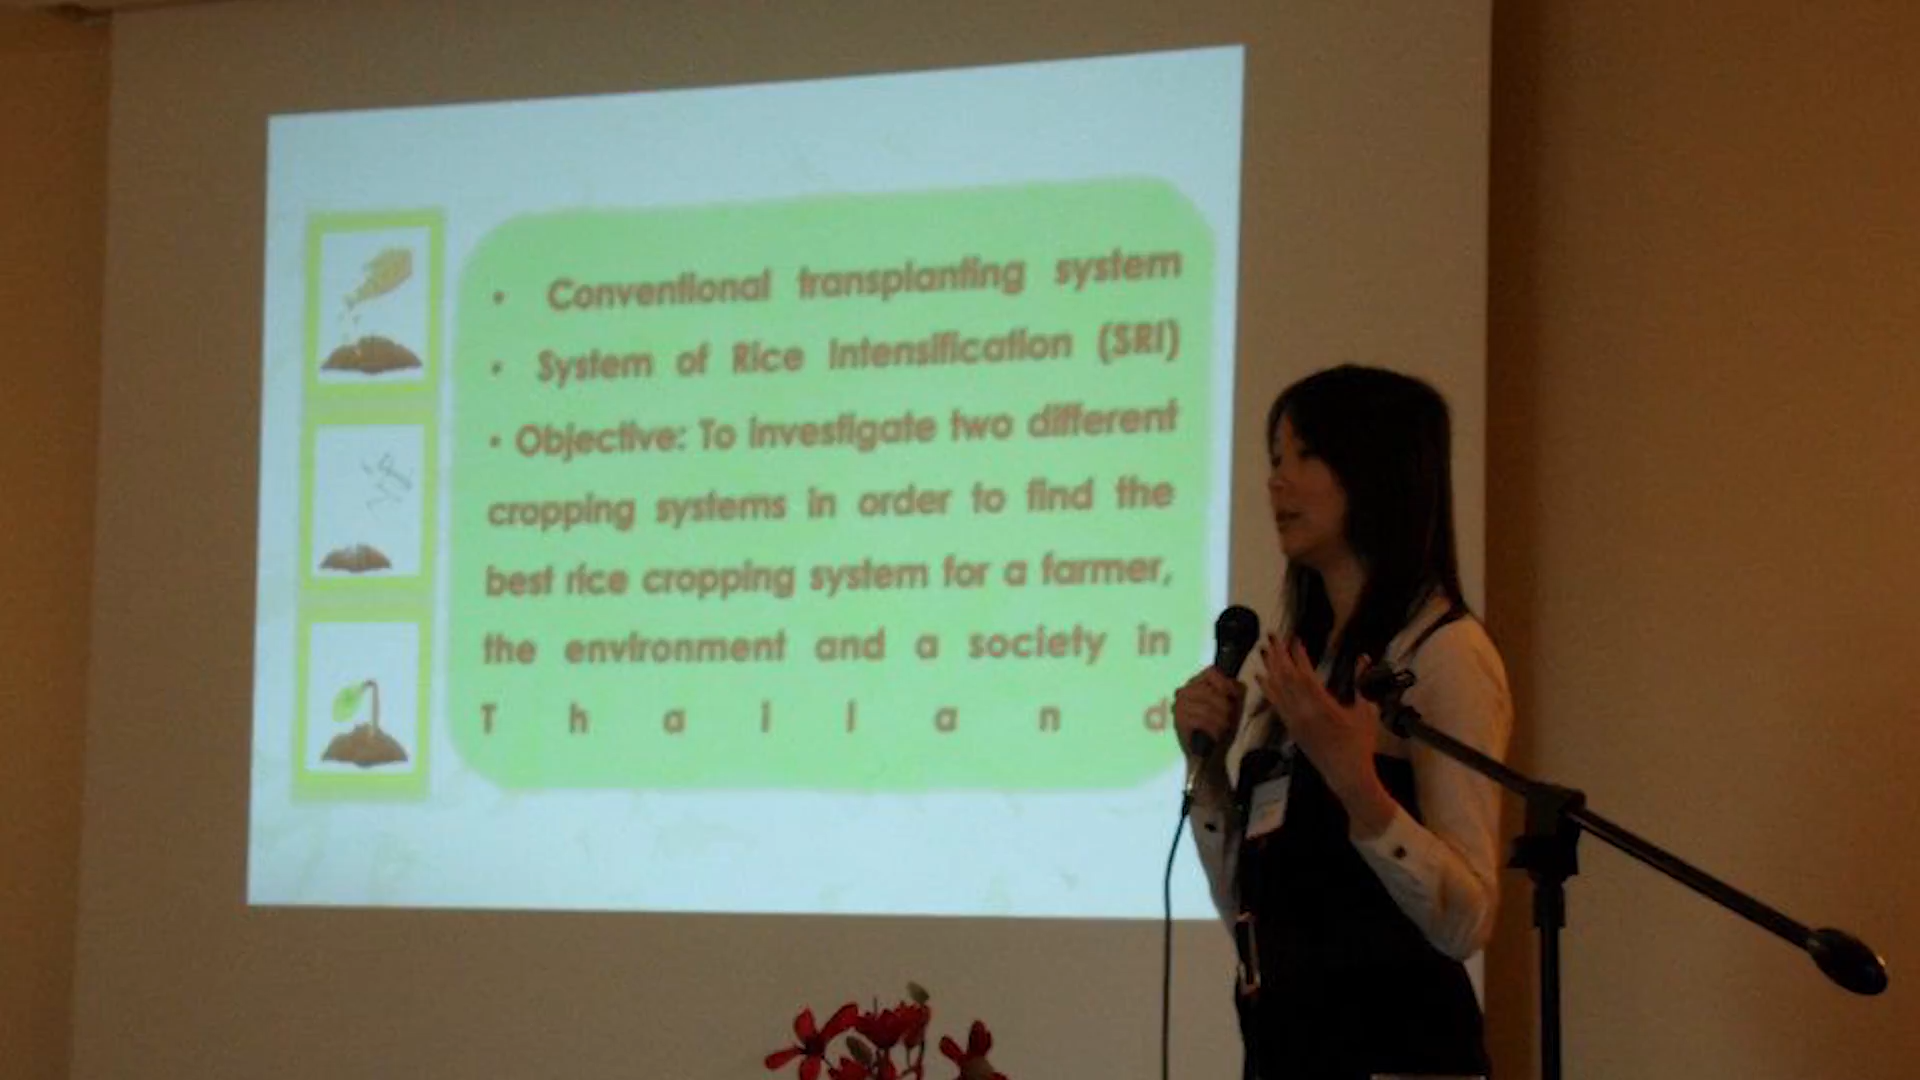 • Conventional transplanting system
• System of Rice Intensification (SRI)
• Objective: To investigate two different
cropping systems in order to find the
best rice cropping system for a farmer,
the environment and a society in
T h a i l a n d